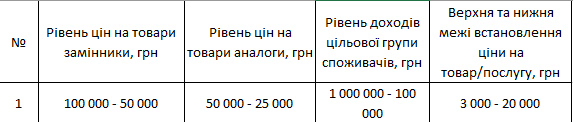 №
Рівень цін на товари
замінники, грн
Рівень цін на
товари аналоги, грн
Рівень доходів
цільової групи
споживачів, грн
Верхня та нижня
межі встановлення
ціни на
товар/послугу, грн
1
100 000 - 50 000
50 000 - 25 000
1 000 000 - 100
000
3 000 - 20 000